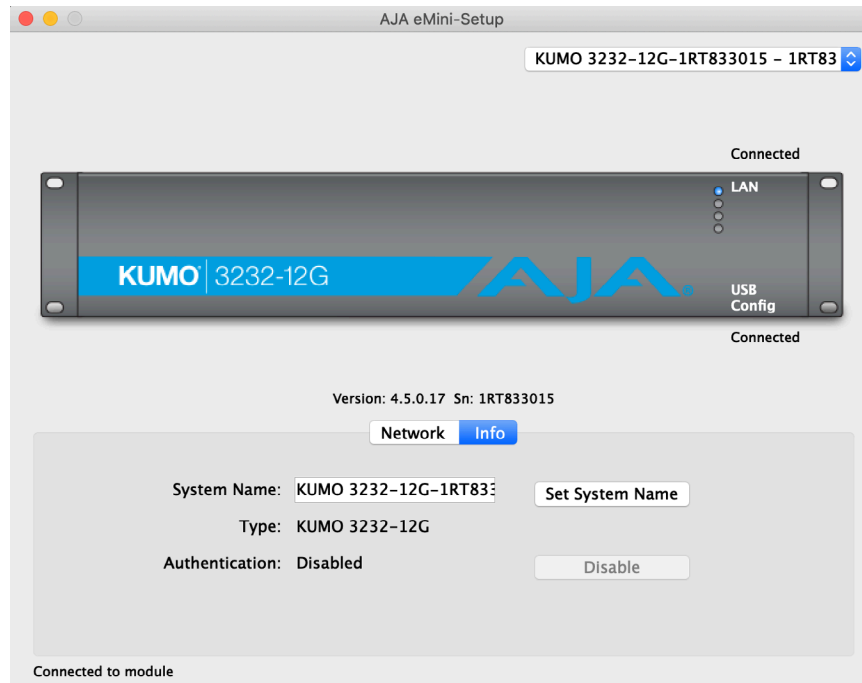 AJA eMini-Setup
KUMO 3232-12G-1RT833015 - 1RT83
Connected
LAN
KUMO 3232-12G
AJA
USB
Config
Connected
Version: 4.5.0.17 Sn: 1RT833015
Network Info
System Name: KUMO 3232-12G-1RT833 Set System Name
Type: KUMO 3232-12G
Authentication: Disabled Disable
Connected to module